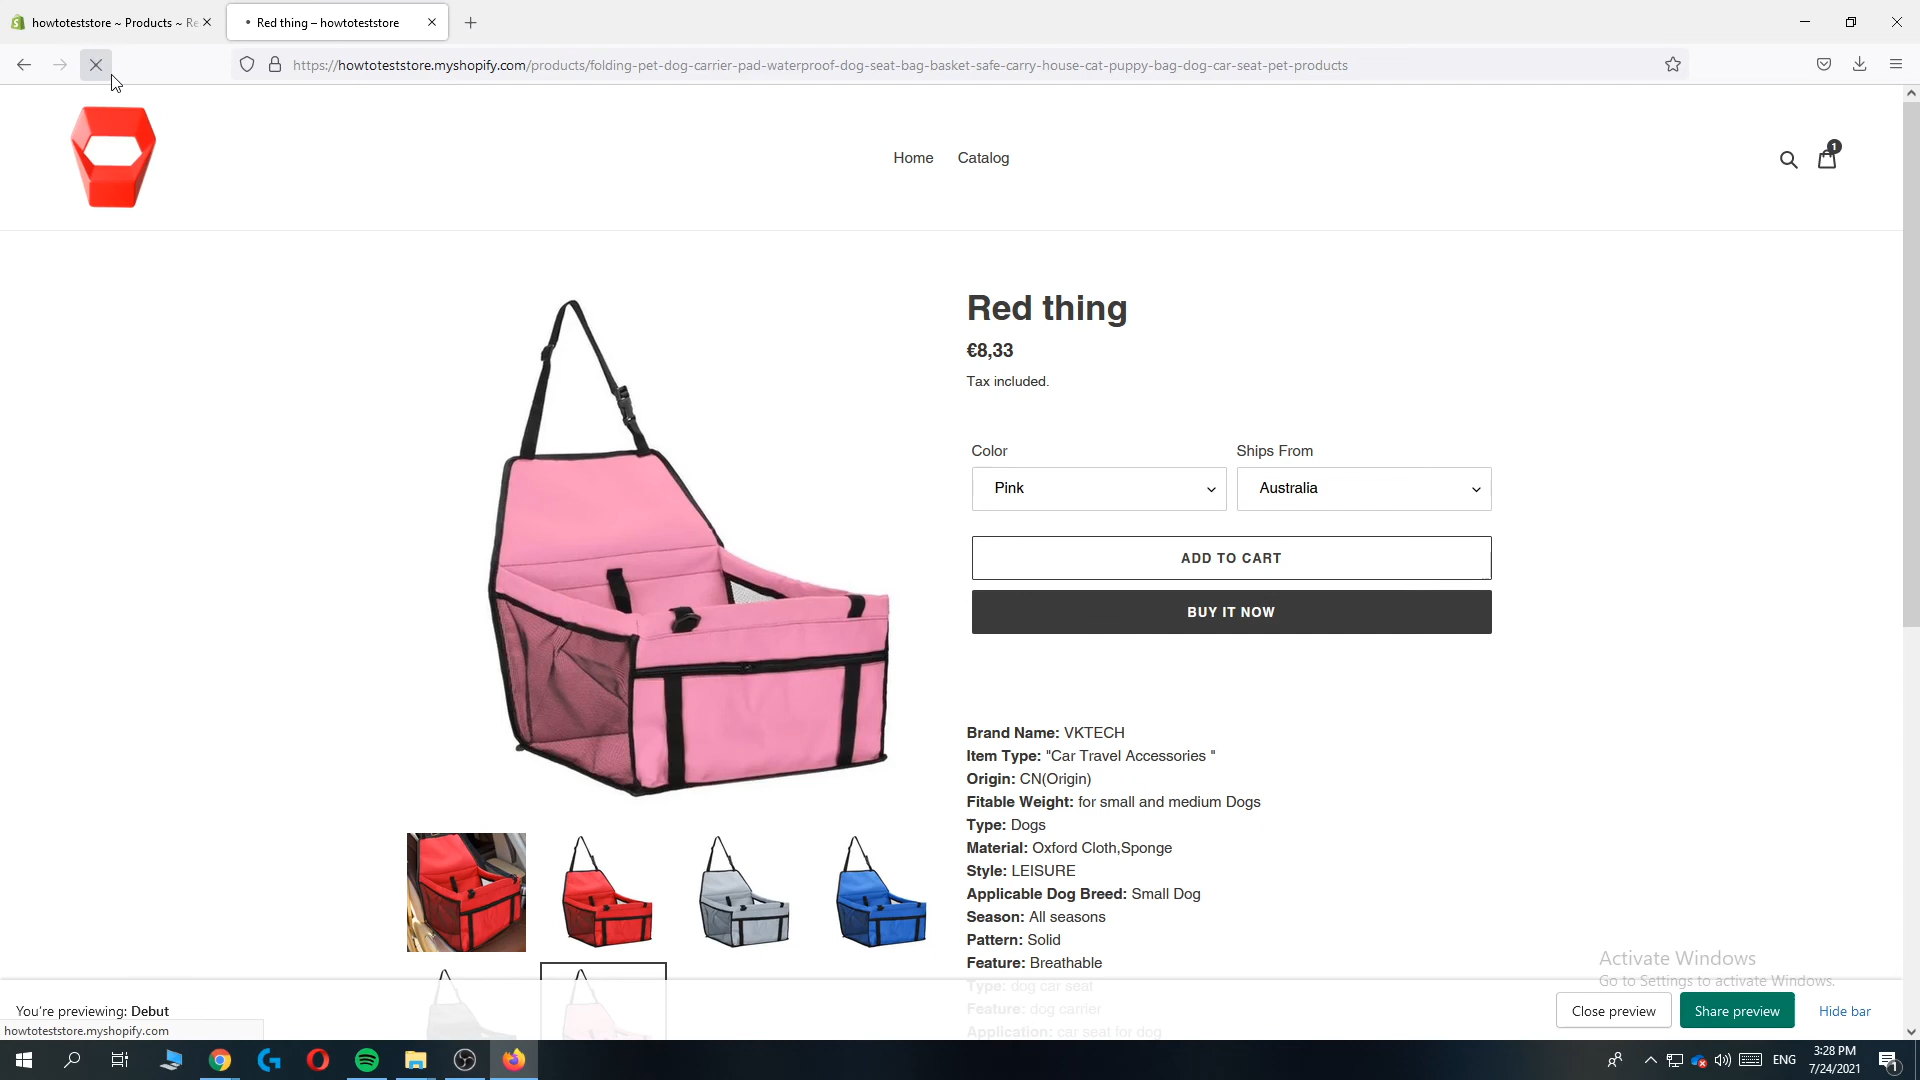 howtoteststore ~ Products ~ Re
Red thing – howtoteststore
https://howtoteststore.myshopify.com/products/folding-pet-dog-carrier-pad-waterproof-dog-seat-bag-basket-safe-carry-house-cat-puppy-bag-dog-car-seat-pet-products
Home Catalog
1
Red thing
€8,33
Tax included.
Color Ships From
Pink Australia
ADD TO CART
BUY IT NOW
Brand Name: VKTECH
Item Type: "Car Travel Accessories "
Origin: CN(Origin)
Fitable Weight: for small and medium Dogs
Type: Dogs
Material: Oxford Cloth,Sponge
Style: LEISURE
Applicable Dog Breed: Small Dog
Season: All seasons
Pattern: Solid
Feature: Breathable
Type: dog car seat
Feature: dog carrier
Application: car seat for dog
Activate Windows
Go to Settings to activate Windows.
You're previewing: Debut
Close preview Share preview Hide bar
howtoteststore.myshopify.com
ENG
3:28 PM
7/24/2021
1